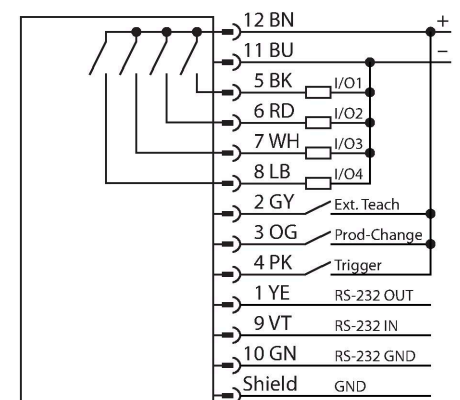 12 BN +
11 BU −
5 BK I/O1
6 RD I/O2
7 WH I/O3
8 LB I/O4
2 GY Ext. Teach
3 OG Prod-Change
4 PK Trigger
1 YE RS-232 OUT
9 VT RS-232 IN
10 GN RS-232 GND
Shield GND